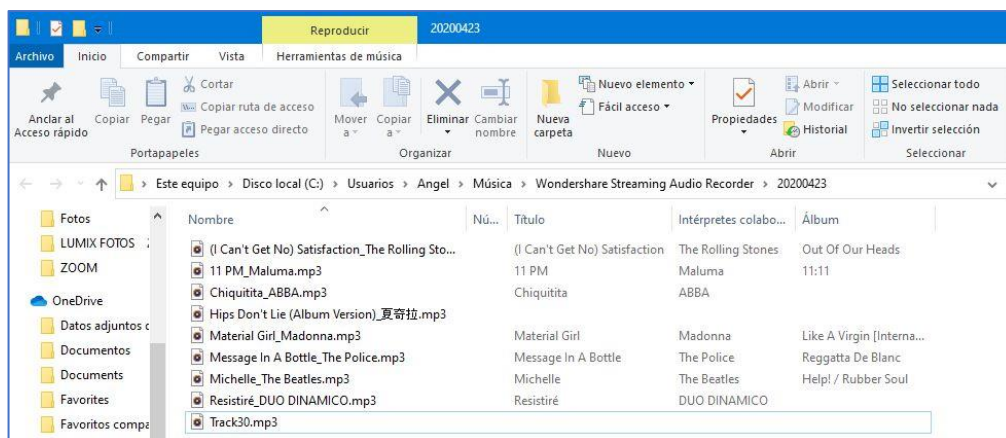 Reproducir
20200423
Archivo Inicio Compartir Vista Herramientas de música
Anclar al
Acceso rápido
Copiar
Pegar
Cortar
Copiar ruta de acceso
Pegar acceso directo
Portapapeles
Mover
a
Copiar
a
Eliminar
Cambiar
nombre
Organizar
Nueva
carpeta
Nuevo elemento
Fácil acceso
Nuevo
Propiedades
Abrir
Modificar
Historial
Abrir
Seleccionar todo
No seleccionar nada
Invertir selección
Seleccionar
Este equipo > Disco local (C:) > Usuarios > Angel > Música > Wondershare Streaming Audio Recorder > 20200423
Fotos
LUMIX FOTOS
ZOOM
OneDrive
Datos adjuntos
Documentos
Documents
Favorites
Favoritos compa
Nombre Nú... Título Intérpretes colabo... Álbum
(I Can't Get No) Satisfaction_The Rolling Sto... (I Can't Get No) Satisfaction The Rolling Stones Out Of Our Heads
11 PM_Maluma.mp3 11 PM Maluma 11:11
Chiquitita_ABBA.mp3 Chiquitita ABBA
Hips Don't Lie (Album Version)_夏奇拉.mp3
Material Girl_Madonna.mp3 Material Girl Madonna Like A Virgin [Interna...
Message In A Bottle_The Police.mp3 Message In A Bottle The Police Reggatta De Blanc
Michelle_The Beatles.mp3 Michelle The Beatles Help! / Rubber Soul
Resistiré_DUO DINAMICO.mp3 Resistiré DUO DINAMICO
Track30.mp3